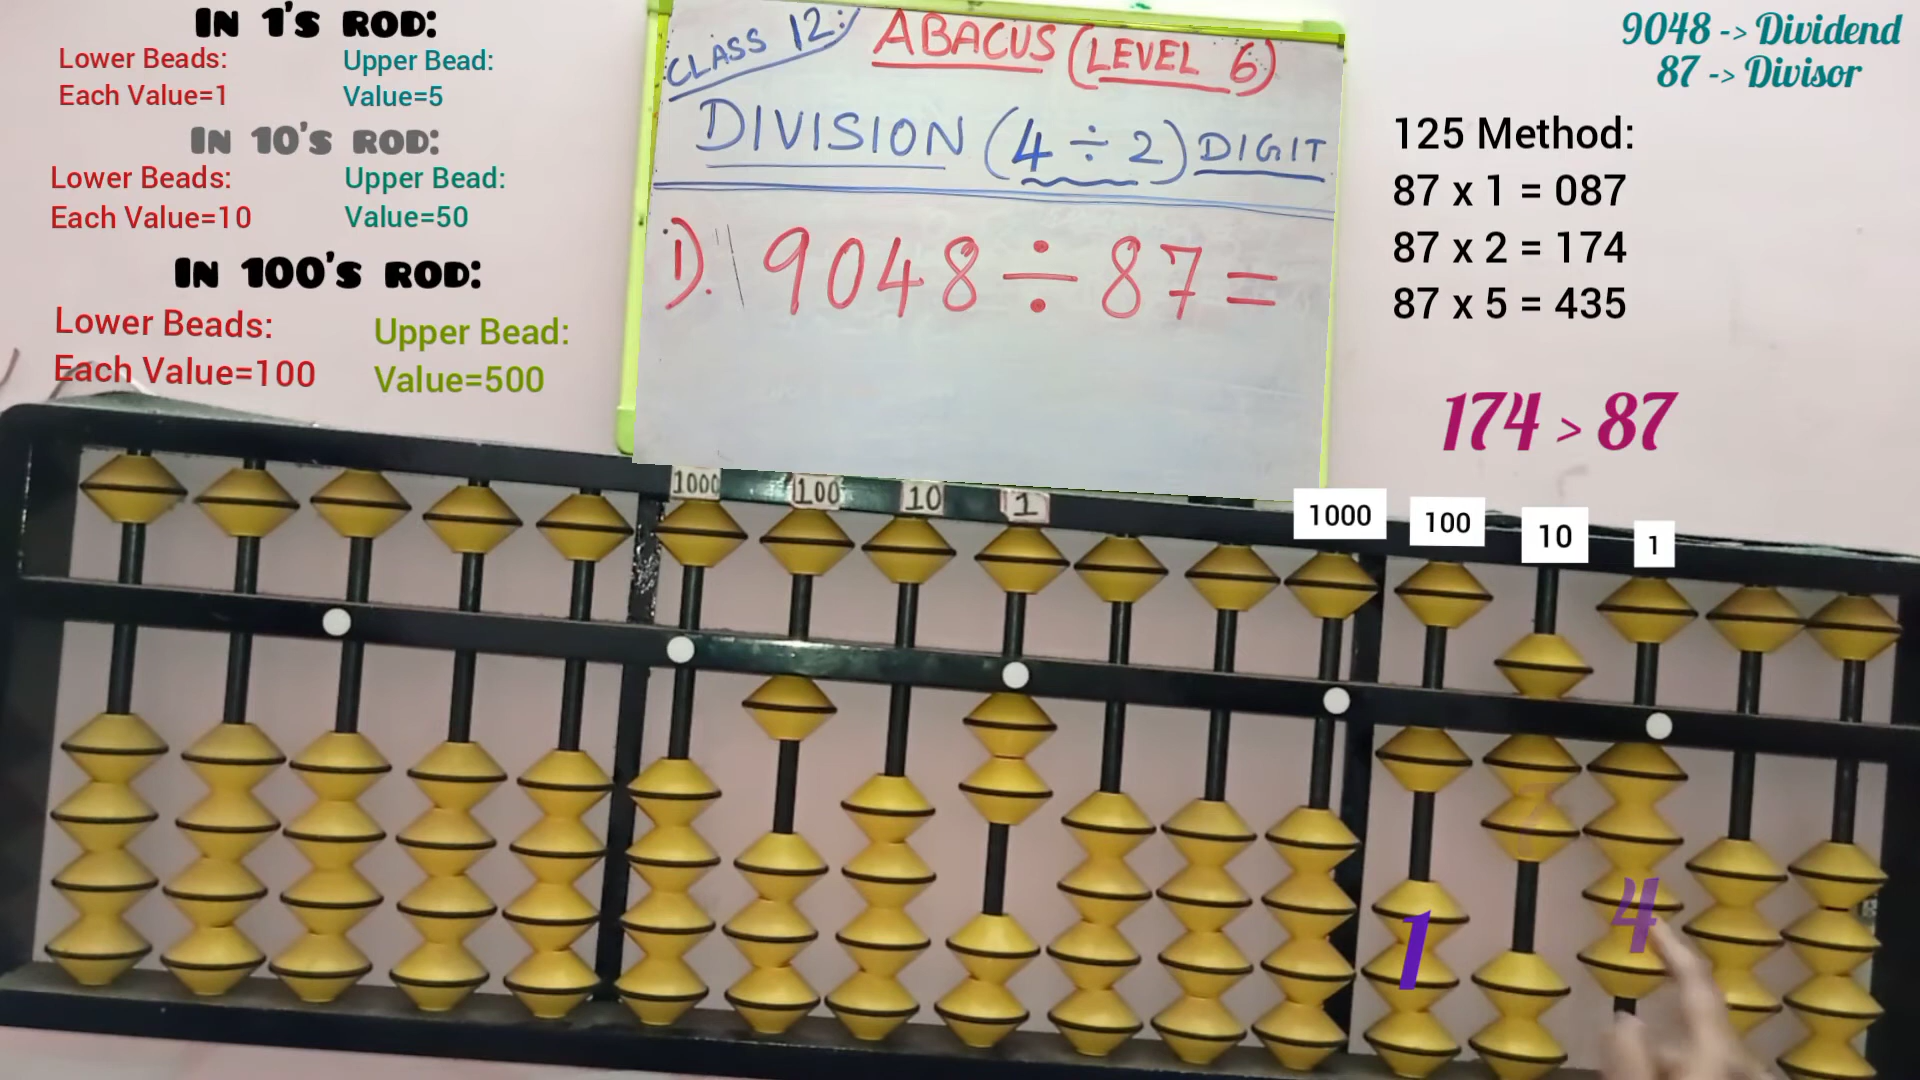 IN 1'S ROD:
Lower Beads:
Each Value=1
Upper Bead:
Value=5
IN 10'S ROD:
Lower Beads:
Each Value=10
Upper Bead:
Value=50
IN 100'S ROD:
Lower Beads:
Each Value=100
Upper Bead:
Value=500
CLASS 12:
ABACUS (LEVEL 6)
DIVISION (4 ÷ 2) DIGIT
1). 9048 ÷ 87 =
9048 -> Dividend
87 -> Divisor
125 Method:
87 x 1 = 087
87 x 2 = 174
87 x 5 = 435
174 > 87
1000 100 10 1
1000 100 10 1
1 7 4